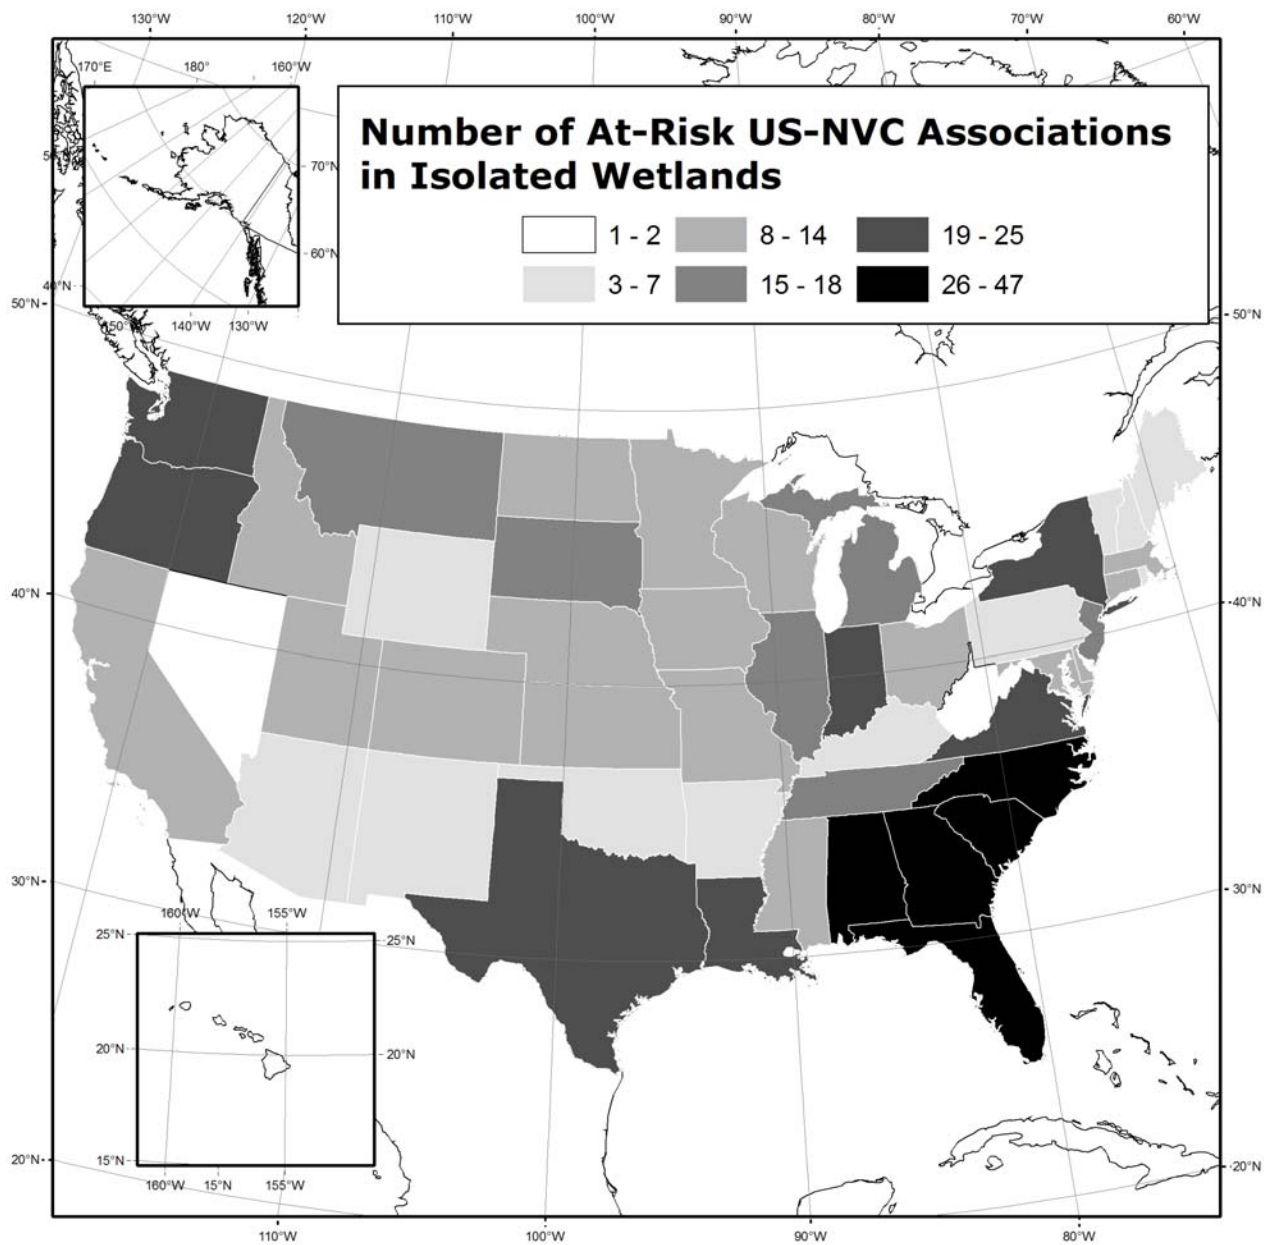 130°W 120°W 110°W 100°W 90°W 80°W 70°W 60°W
170°E 180° 160°W
70°N
60°N
40°N
150°W 140°W 130°W
Number of At-Risk US-NVC Associations
in Isolated Wetlands
1 - 2 8 - 14 19 - 25
3 - 7 15 - 18 26 - 47
50°N 50°N
40°N 40°N
30°N 30°N
160°W 155°W
25°N 25°N
20°N 20°N
15°N
160°W 15°N 155°W
20°N 20°N
110°W 100°W 90°W 80°W